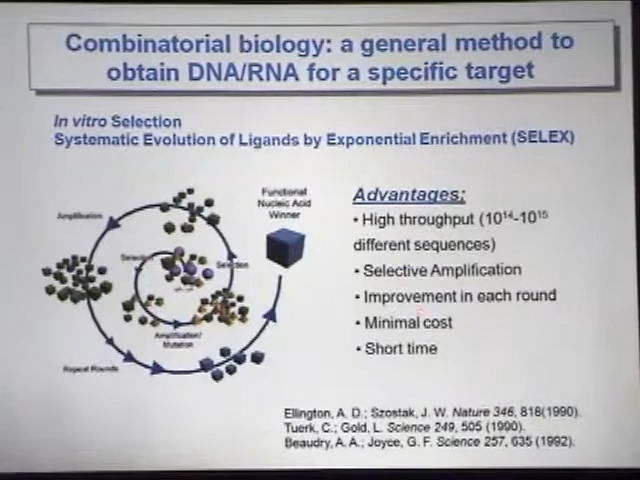 Combinatorial biology: a general method to
obtain DNA/RNA for a specific target
In vitro Selection
Systematic Evolution of Ligands by Exponential Enrichment (SELEX)
Functional
Nucleic Acid
Winner
Amplification
Selection
Selection
Amplification/
Mutation
Repeat Rounds
Advantages:
• High throughput (10¹⁴-10¹⁵
different sequences)
• Selective Amplification
• Improvement in each round
• Minimal cost
• Short time
Ellington, A. D.; Szostak, J. W. Nature 346, 818(1990).
Tuerk, C.; Gold, L. Science 249, 505 (1990).
Beaudry, A. A.; Joyce, G. F. Science 257, 635 (1992).